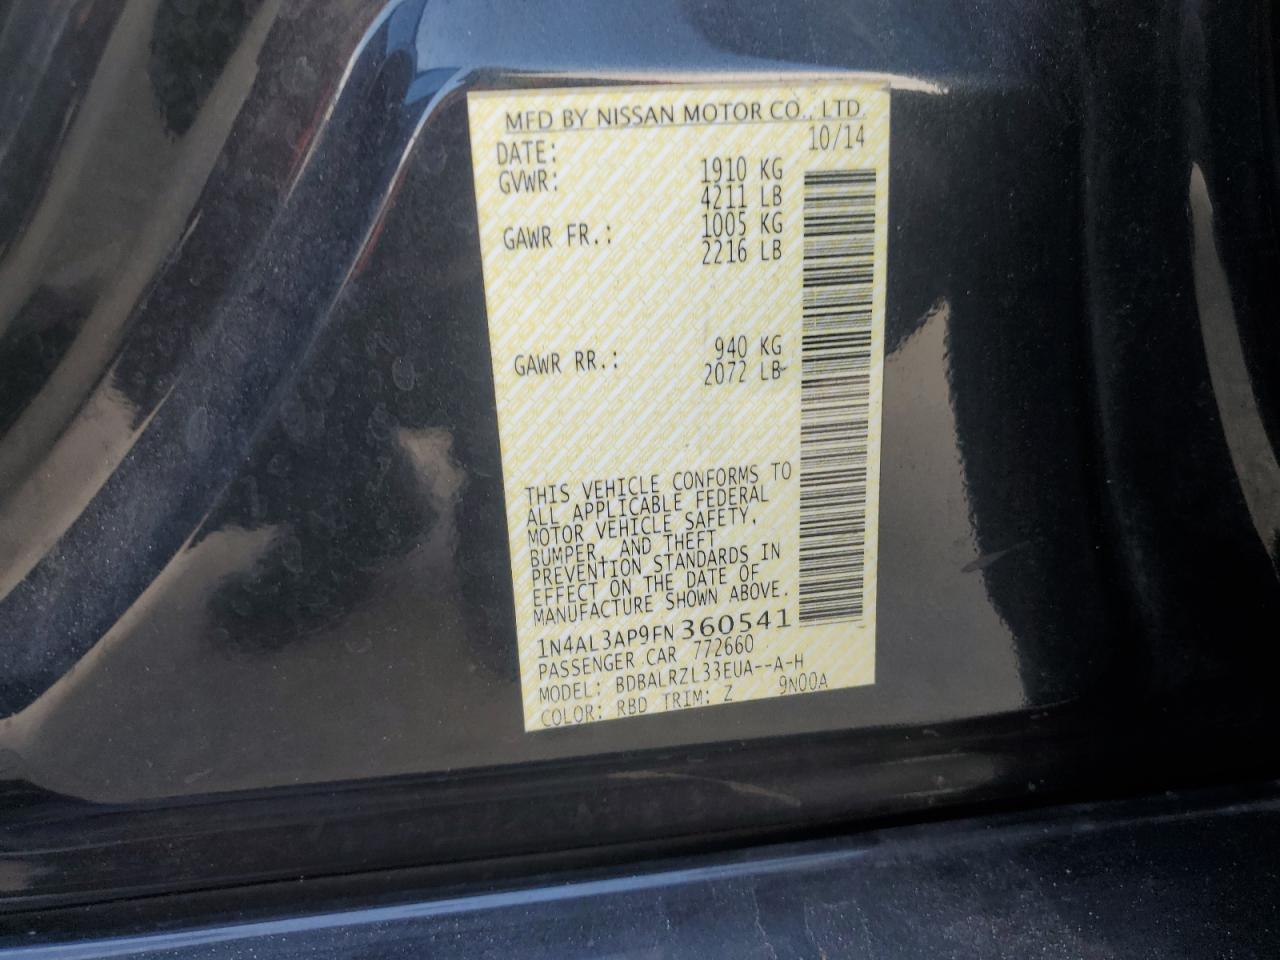 MFD BY NISSAN MOTOR CO., LTD.
DATE: 10/14
GVWR: 1910 KG
4211 LB
GAWR FR.: 1005 KG
2216 LB
GAWR RR.: 940 KG
2072 LB
THIS VEHICLE CONFORMS TO
ALL APPLICABLE FEDERAL
MOTOR VEHICLE SAFETY,
BUMPER, AND THEFT
PREVENTION STANDARDS IN
EFFECT ON THE DATE OF
MANUFACTURE SHOWN ABOVE.
1N4AL3AP9FN360541
PASSENGER CAR 772660
MODEL: BDBALRZL33EUA--A-H
COLOR: RBD TRIM: Z 9N00A